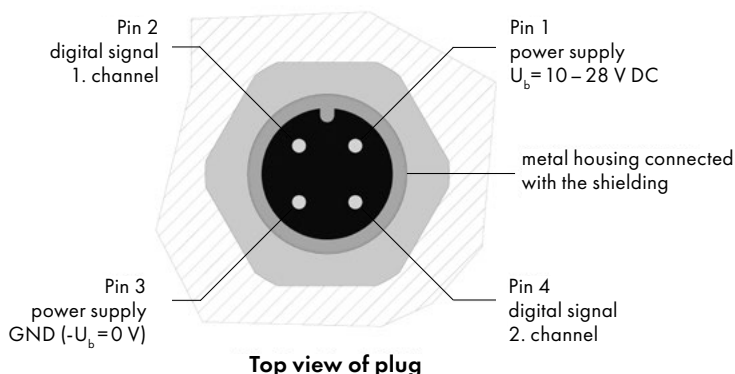 Pin 2
digital signal
1. channel
Pin 1
power supply
U_b = 10 – 28 V DC
metal housing connected
with the shielding
Pin 3
power supply
GND (-U_b = 0 V)
Pin 4
digital signal
2. channel
Top view of plug